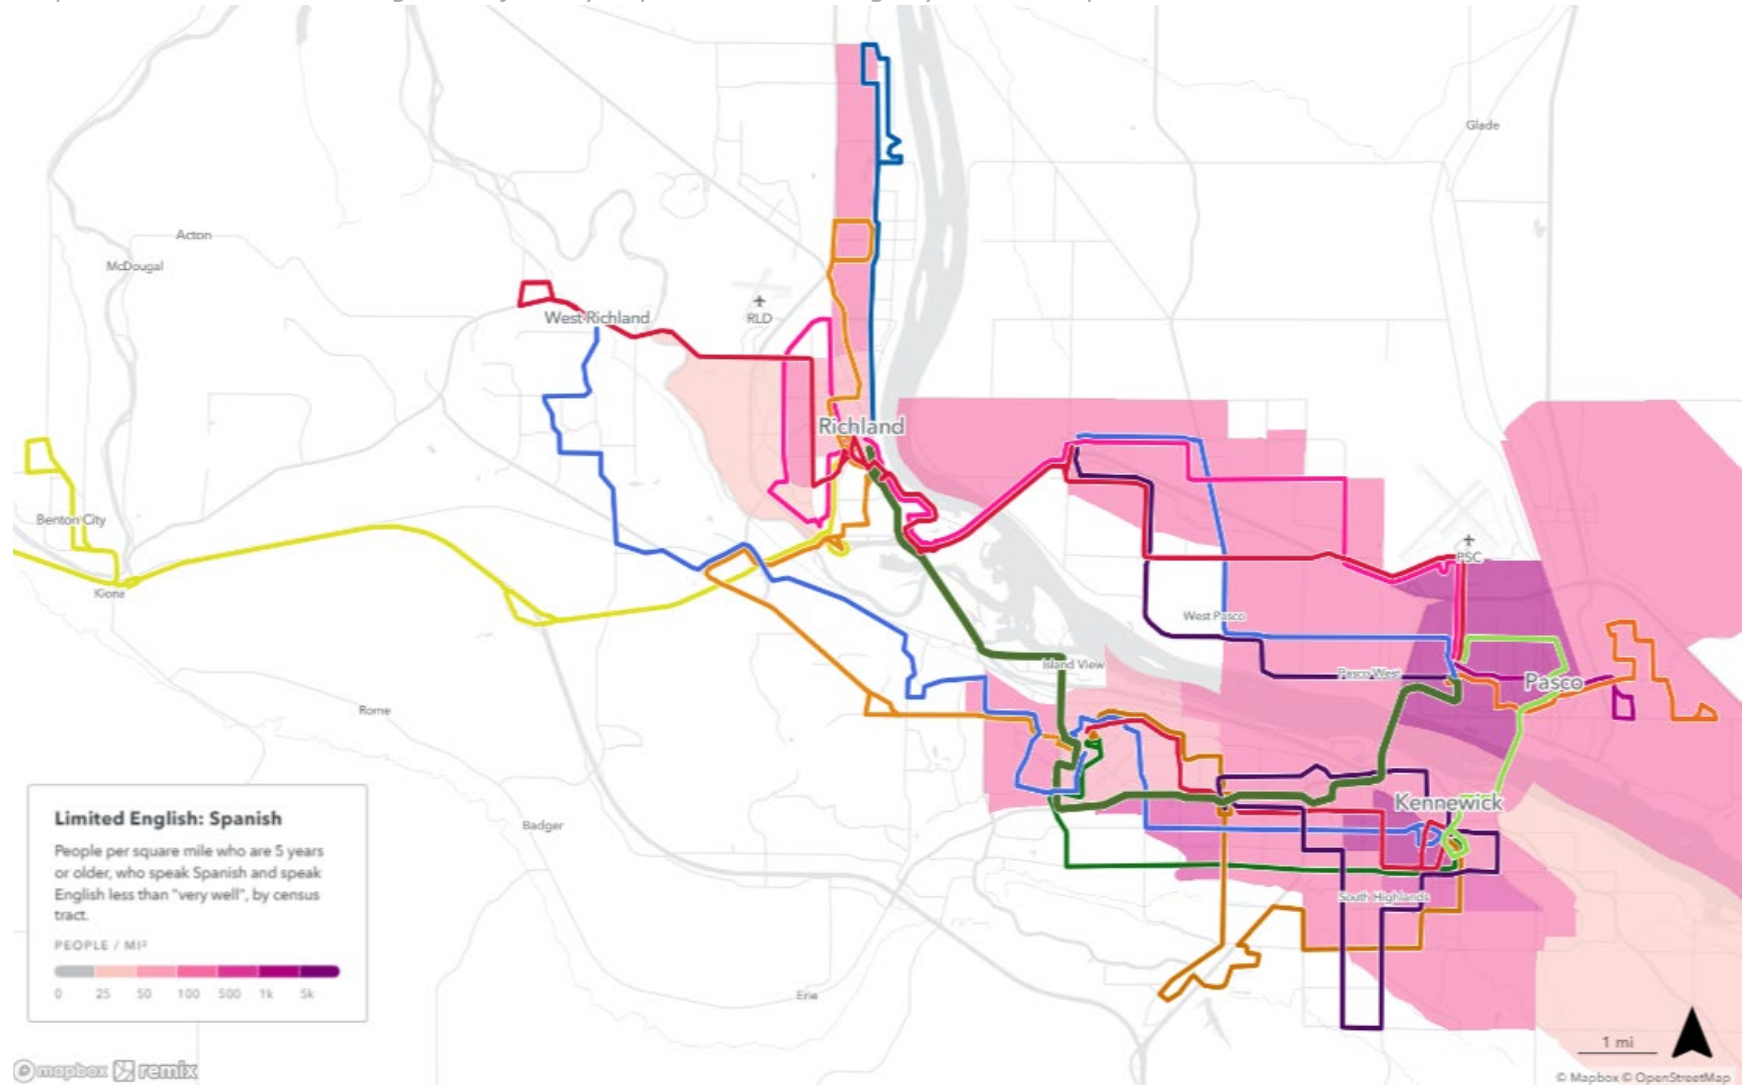 Glade
Acton
McDougal
West Richland
RLD
Richland
Benton City
PSC
Kiona
West Pasco
Island View
Pasco West
Pasco
Rome
Kennewick
Badger
South Highlands
Erie
Limited English: Spanish
People per square mile who are 5 years
or older, who speak Spanish and speak
English less than "very well", by census
tract.
PEOPLE / MI²
0 25 50 100 500 1k 5k
1 mi
mapbox remix
© Mapbox © OpenStreetMap